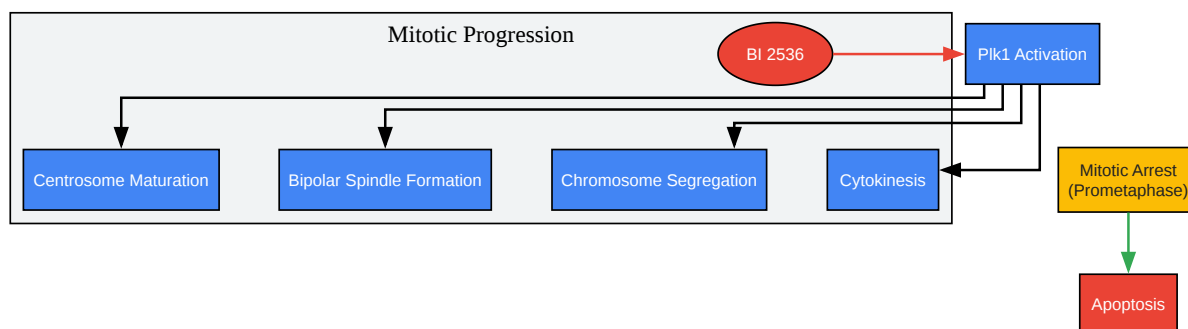 Mitotic Progression
BI 2536
Plk1 Activation
Centrosome Maturation
Bipolar Spindle Formation
Chromosome Segregation
Cytokinesis
Mitotic Arrest
(Prometaphase)
Apoptosis